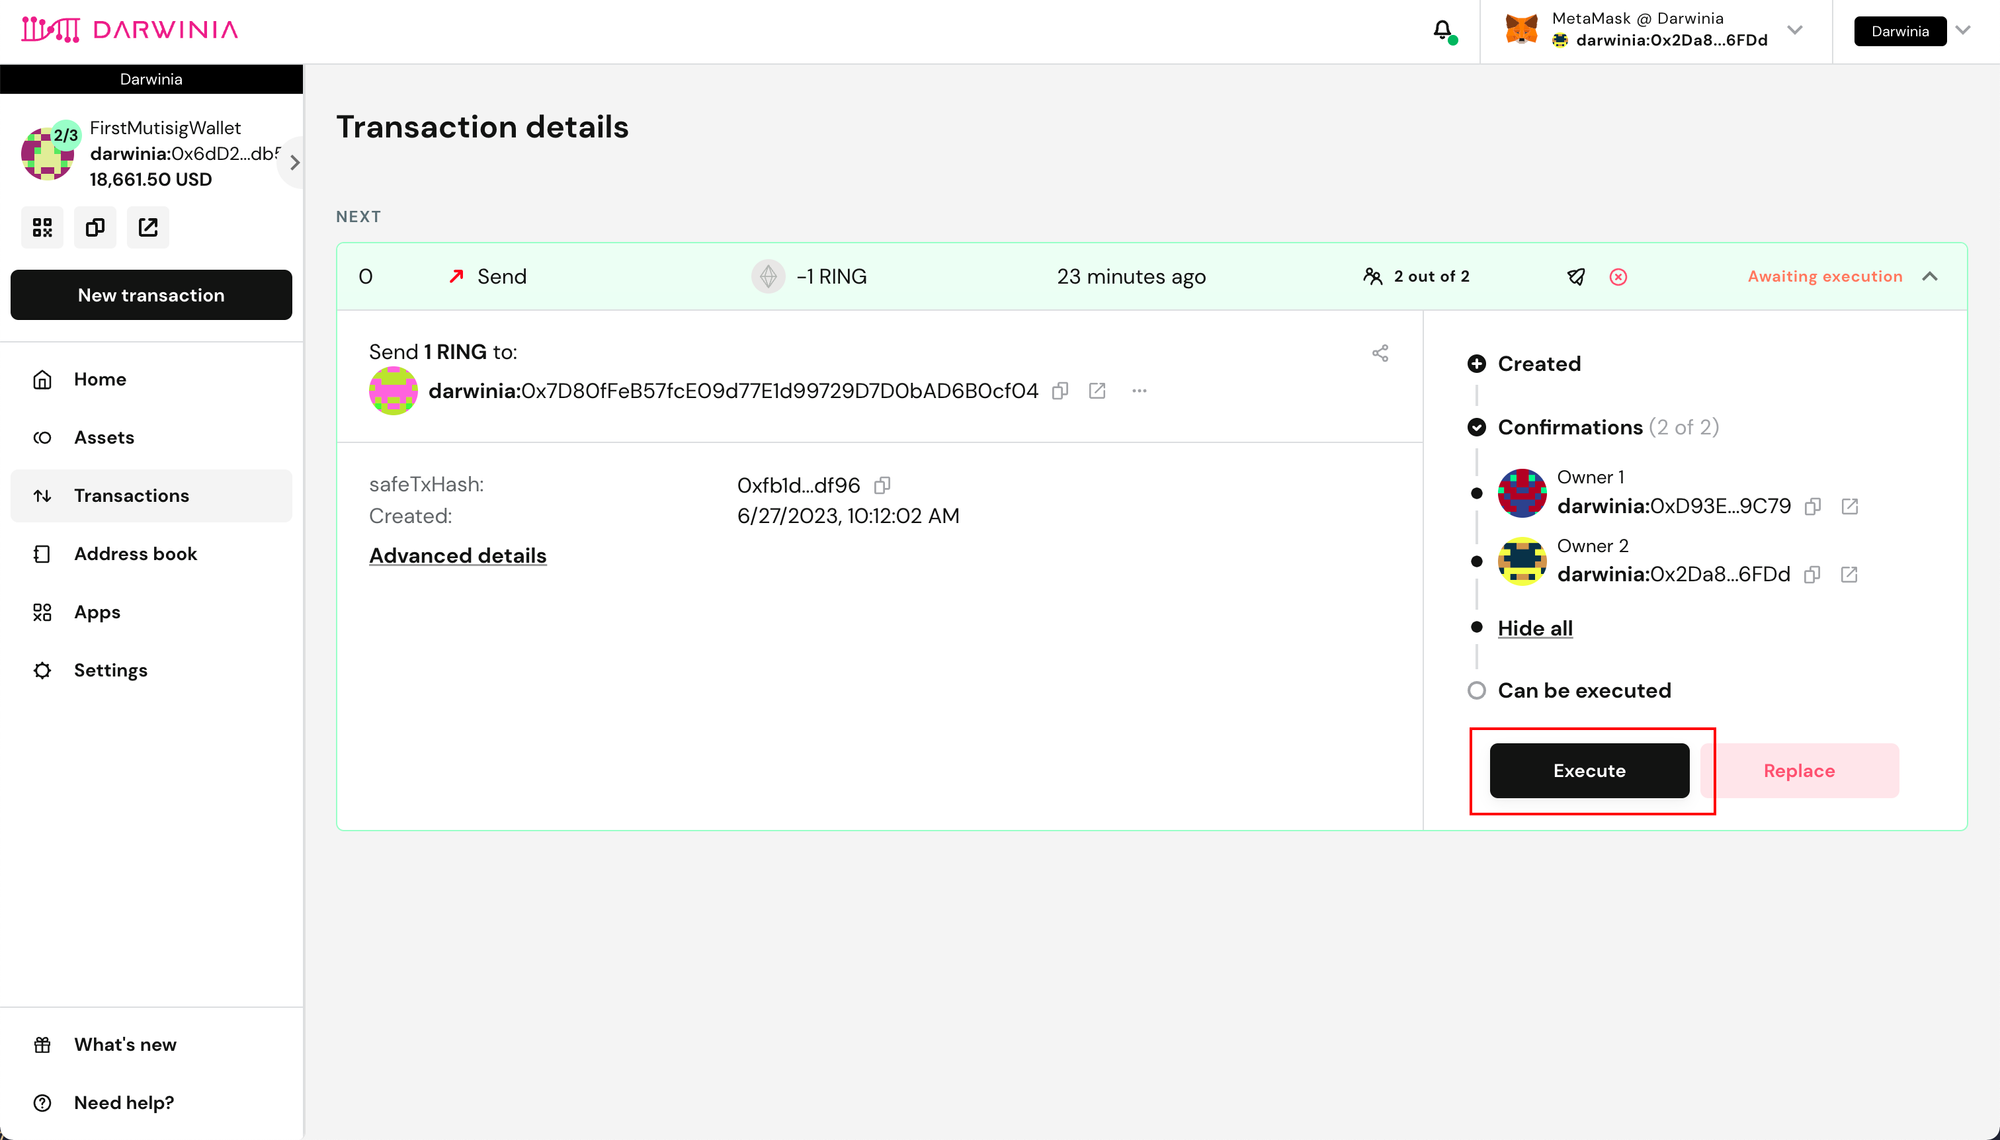 DARWINIA
MetaMask @ Darwinia
darwinia:0x2Da8...6FDd
Darwinia
Darwinia
2/3
FirstMutisigWallet
darwinia:0x6dD2...db5
18,661.50 USD
New transaction
Home
Assets
Transactions
Address book
Apps
Settings
What's new
Need help?
Transaction details
NEXT
0 Send -1 RING 23 minutes ago 2 out of 2 Awaiting execution
Send 1 RING to:
darwinia:0x7D80fFeB57fcE09d77E1d99729D7D0bAD6B0cf04
safeTxHash: 0xfb1d...df96
Created: 6/27/2023, 10:12:02 AM
Advanced details
Created
Confirmations (2 of 2)
Owner 1
darwinia:0xD93E...9C79
Owner 2
darwinia:0x2Da8...6FDd
Hide all
Can be executed
Execute
Replace